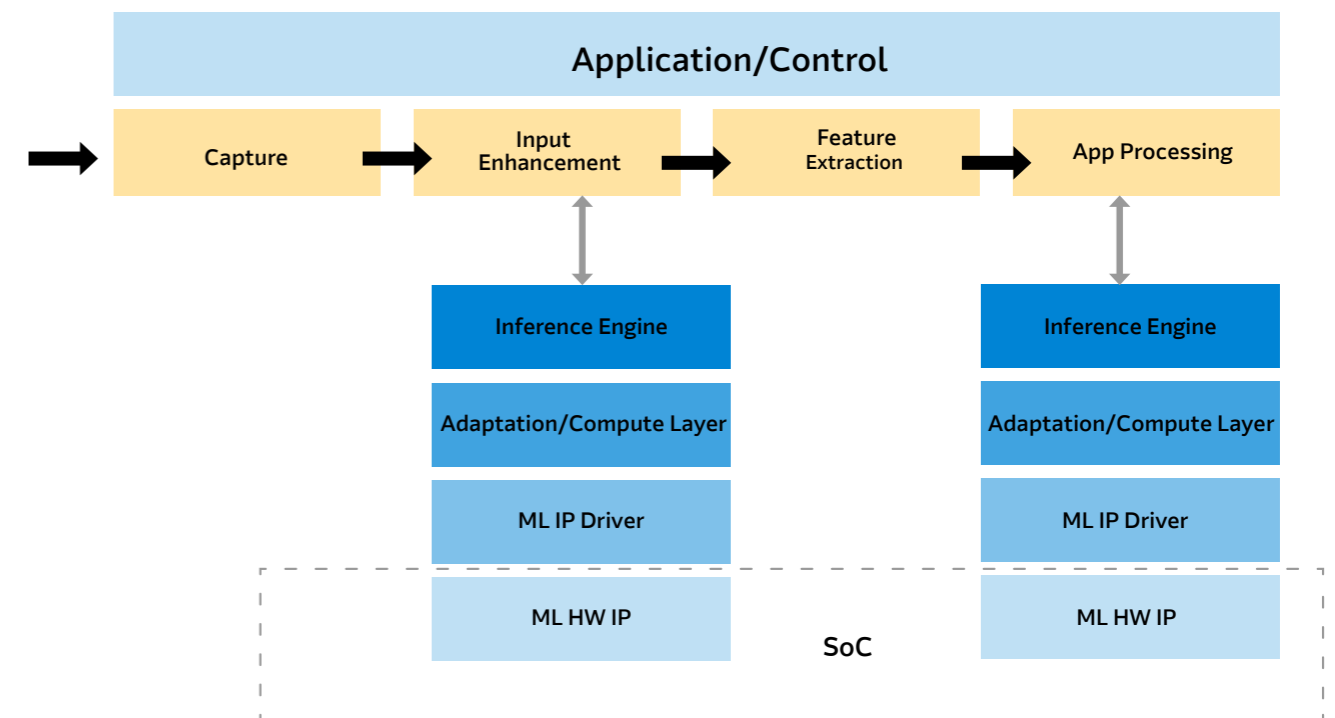 Application/Control
Capture
Input
Enhancement
Feature
Extraction
App Processing
Inference Engine
Adaptation/Compute Layer
ML IP Driver
ML HW IP
Inference Engine
Adaptation/Compute Layer
ML IP Driver
ML HW IP
SoC